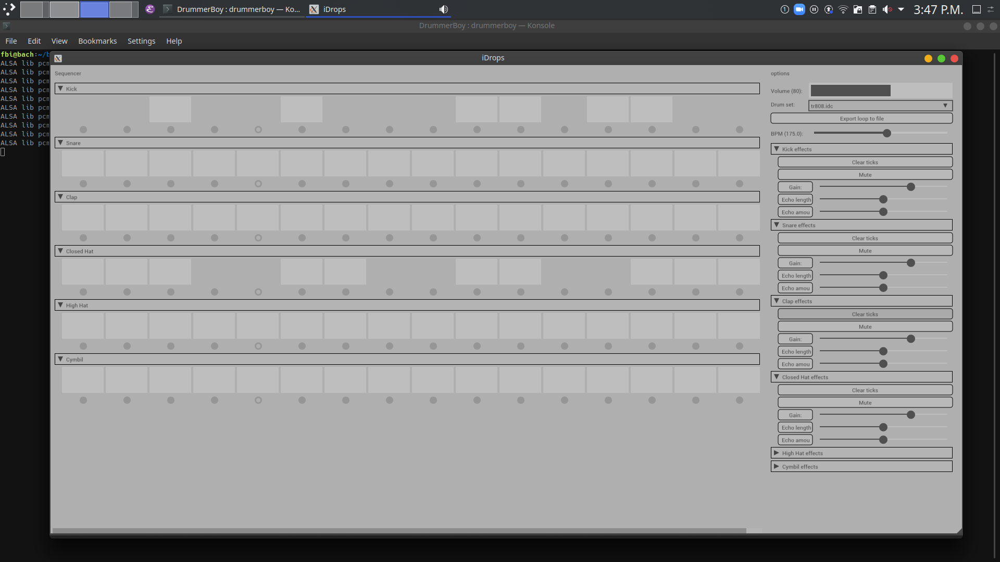 DrummerBoy : drummerboy — Ko...
iDrops
3:47 P.M.
DrummerBoy : drummerboy — Konsole
File Edit View Bookmarks Settings Help
fbi@bach:~/b
ALSA lib pcm
ALSA lib pcm
ALSA lib pcm
ALSA lib pcm
ALSA lib pcm
ALSA lib pcm
ALSA lib pcm
ALSA lib pcm
ALSA lib pcm
ALSA lib pcm
iDrops
Sequencer
Kick
Snare
Clap
Closed Hat
High Hat
Cymbil
options
Volume (80):
Drum set: tr808.idc
Export loop to file
BPM (175.0):
Kick effects
Clear ticks
Mute
Gain:
Echo length
Echo amou
Snare effects
Clear ticks
Mute
Gain:
Echo length
Echo amou
Clap effects
Clear ticks
Mute
Gain:
Echo length
Echo amou
Closed Hat effects
Clear ticks
Mute
Gain:
Echo length
Echo amou
High Hat effects
Cymbil effects